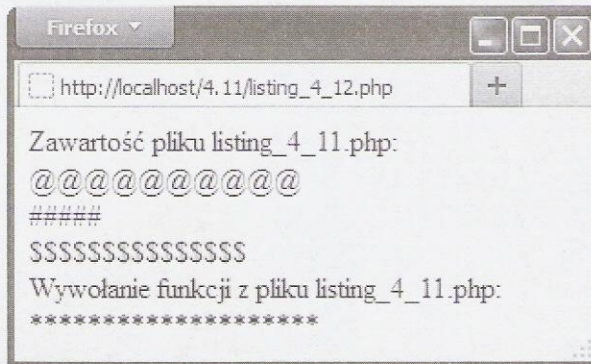 Firefox
http://localhost/4.11/listing_4_12.php
Zawartość pliku listing_4_11.php:
@@@@@@@@@@
#####
$$$$$$$$$$$$$$$
Wywołanie funkcji z pliku listing_4_11.php:
********************